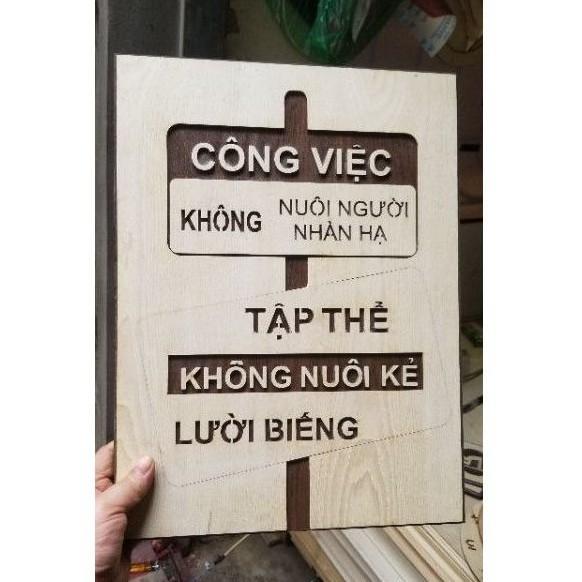 CÔNG VIỆC
KHÔNG NUÔI NGƯỜI
NHÀN HẠ
TẬP THỂ
KHÔNG NUÔI KẺ
LƯỜI BIẾNG